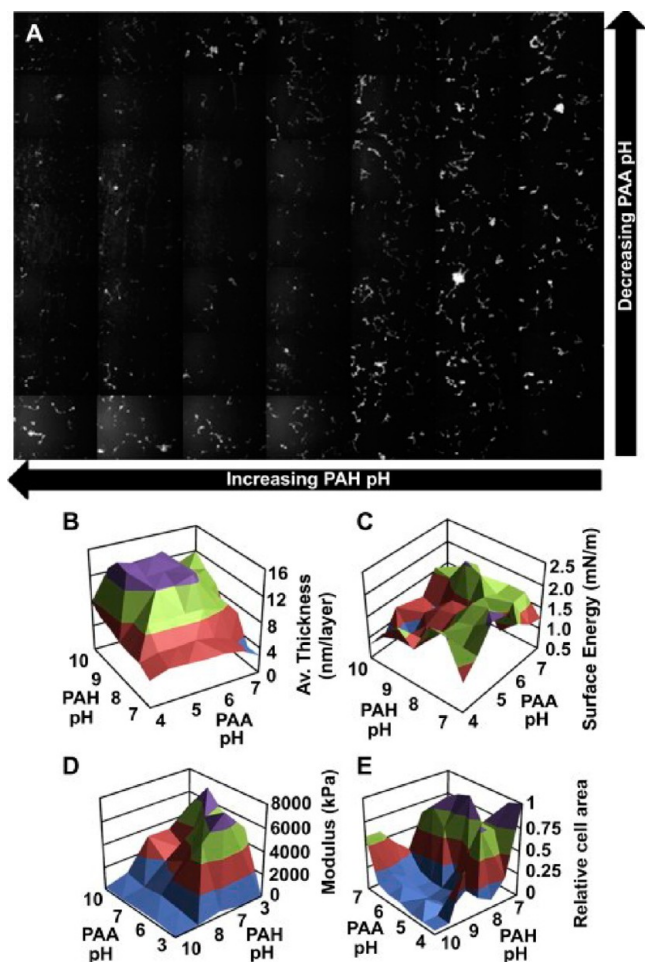 A
Decreasing PAA pH
Increasing PAH pH
B
16
12
8
4
0
Av. Thickness
(nm/layer)
10
9
8
7
PAH
pH
4
5
6
7
PAA
pH
C
2.5
2.0
1.5
1.0
0.5
Surface Energy (mN/m)
10
9
8
7
PAH
pH
4
5
6
7
PAA
pH
D
8000
6000
4000
2000
0
Modulus (kPa)
10
7
6
3
PAA
pH
10
8
7
3
PAH
pH
E
1
0.75
0.5
0.25
0
Relative cell area
7
6
5
4
PAA
pH
10
9
8
7
PAH
pH